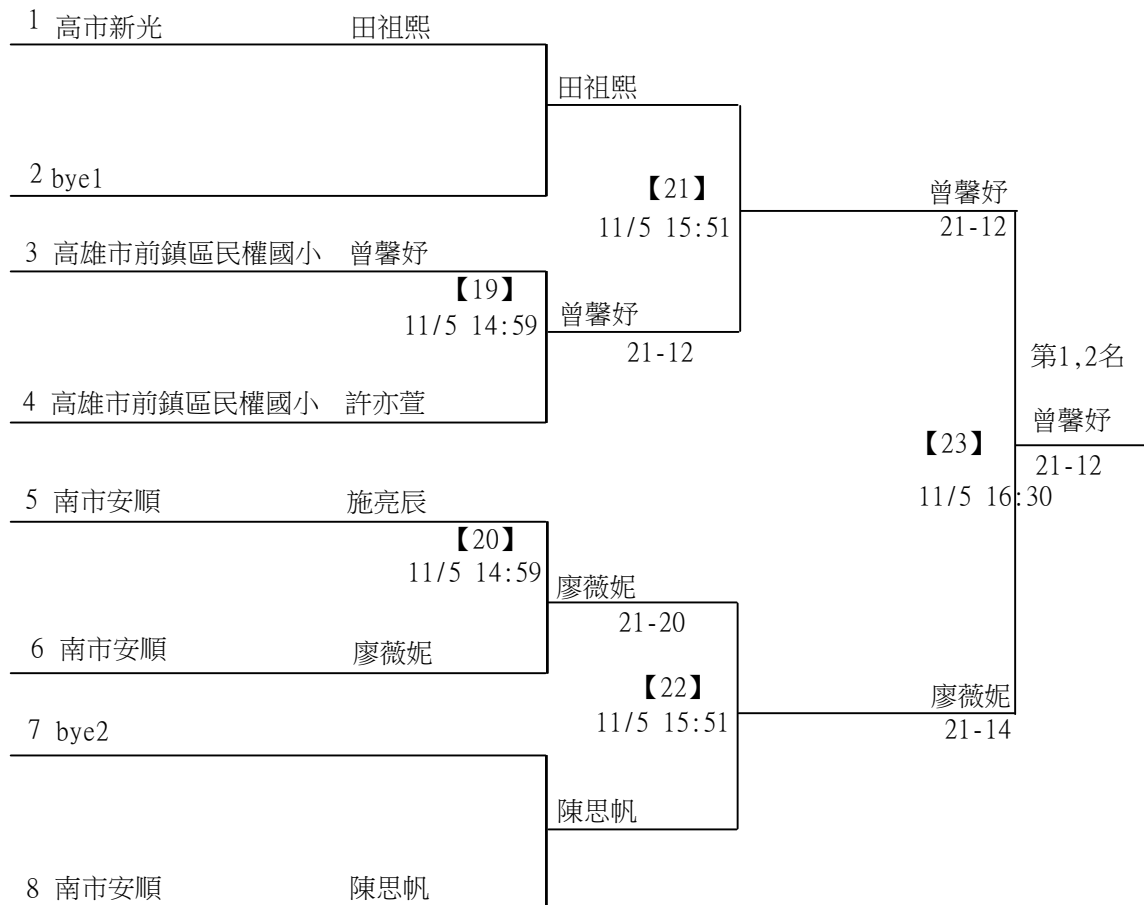 1 高市新光 田祖熙
田祖熙
2 bye1
【21】
11/5 15:51
曾馨妤
21-12
3 高雄市前鎮區民權國小 曾馨妤
【19】
11/5 14:59
曾馨妤
21-12
第1,2名
4 高雄市前鎮區民權國小 許亦萱
曾馨妤
【23】
21-12
11/5 16:30
5 南市安順 施亮辰
【20】
11/5 14:59
廖薇妮
21-20
6 南市安順 廖薇妮
【22】
11/5 15:51
廖薇妮
21-14
7 bye2
陳思帆
8 南市安順 陳思帆